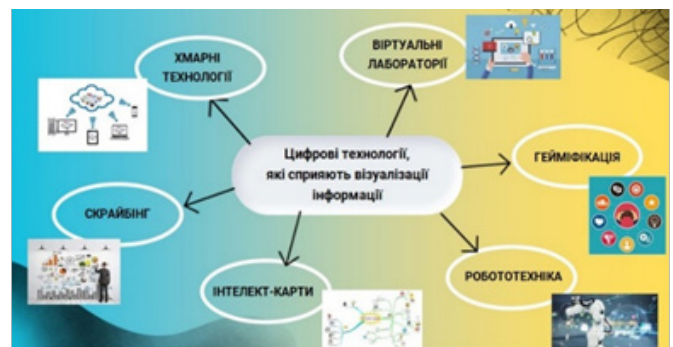 ХМАРНІ
ТЕХНОЛОГІЇ
ВІРТУАЛЬНІ
ЛАБОРАТОРІЇ
Цифрові технології,
які сприяють візуалізації
інформації
ГЕЙМІФІКАЦІЯ
СКРАЙБІНГ
ІНТЕЛЕКТ-КАРТИ
РОБОТОТЕХНІКА